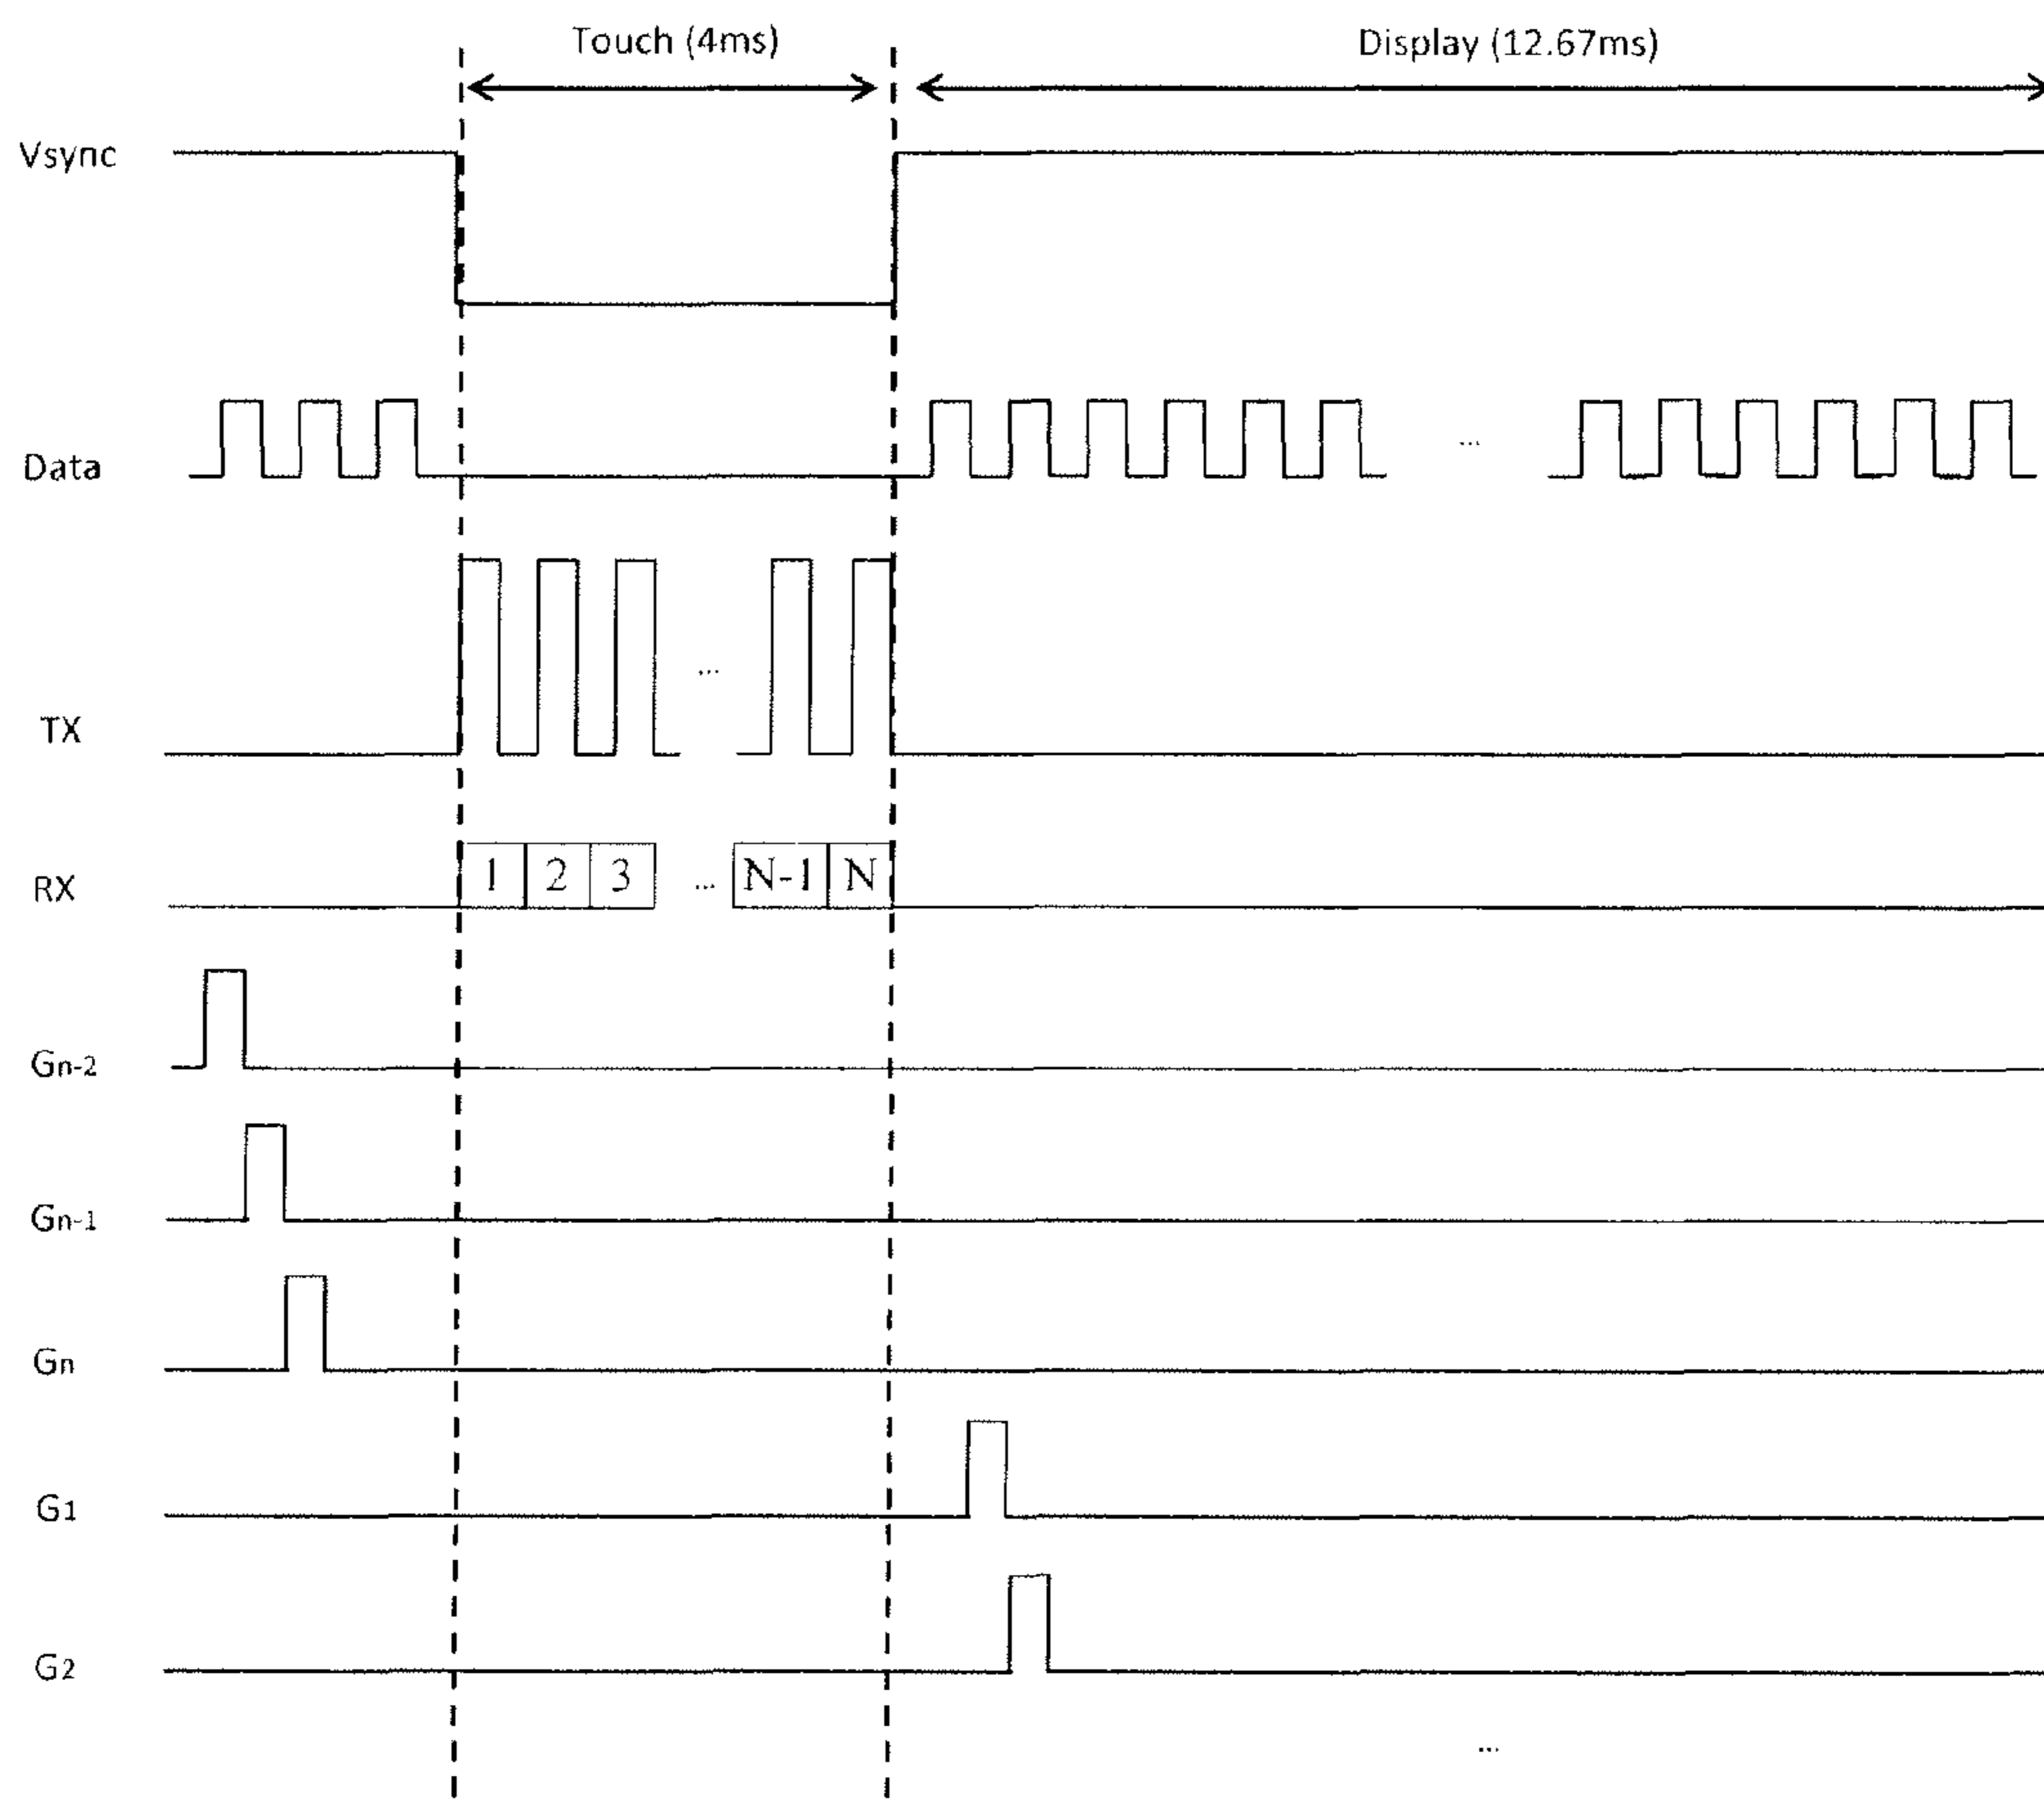 Touch (4ms) Display (12.67ms)
Vsync
Data
...
TX
...
RX
1 2 3 ... N-1 N
Gn-2
Gn-1
Gn
G1
G2
...